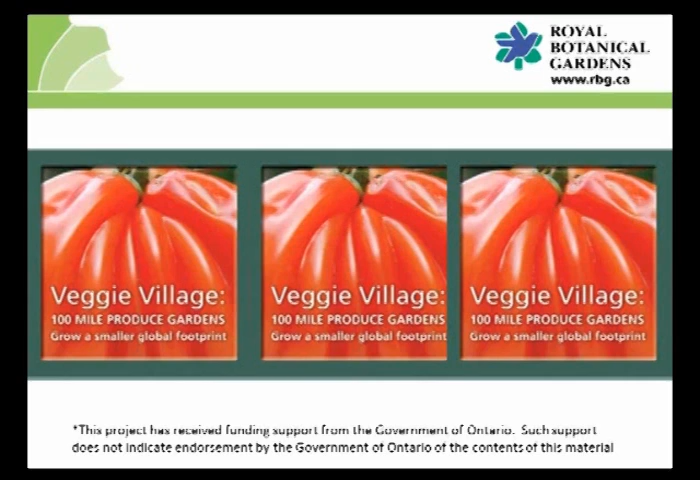 ROYAL
BOTANICAL
GARDENS
www.rbg.ca
Veggie Village:
100 MILE PRODUCE GARDENS
Grow a smaller global footprint
Veggie Village:
100 MILE PRODUCE GARDENS
Grow a smaller global footprint
Veggie Village:
100 MILE PRODUCE GARDENS
Grow a smaller global footprint
*This project has received funding support from the Government of Ontario. Such support
does not indicate endorsement by the Government of Ontario of the contents of this material